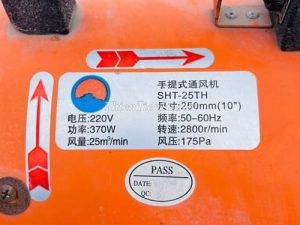 手提式通风机
SHT-25TH
尺寸:250mm(10")
电压:220V 频率:50-60Hz
功率:370W 转速:2800r/min
风量:25m³/min 风压:175Pa
PASS
DATE:
QC: